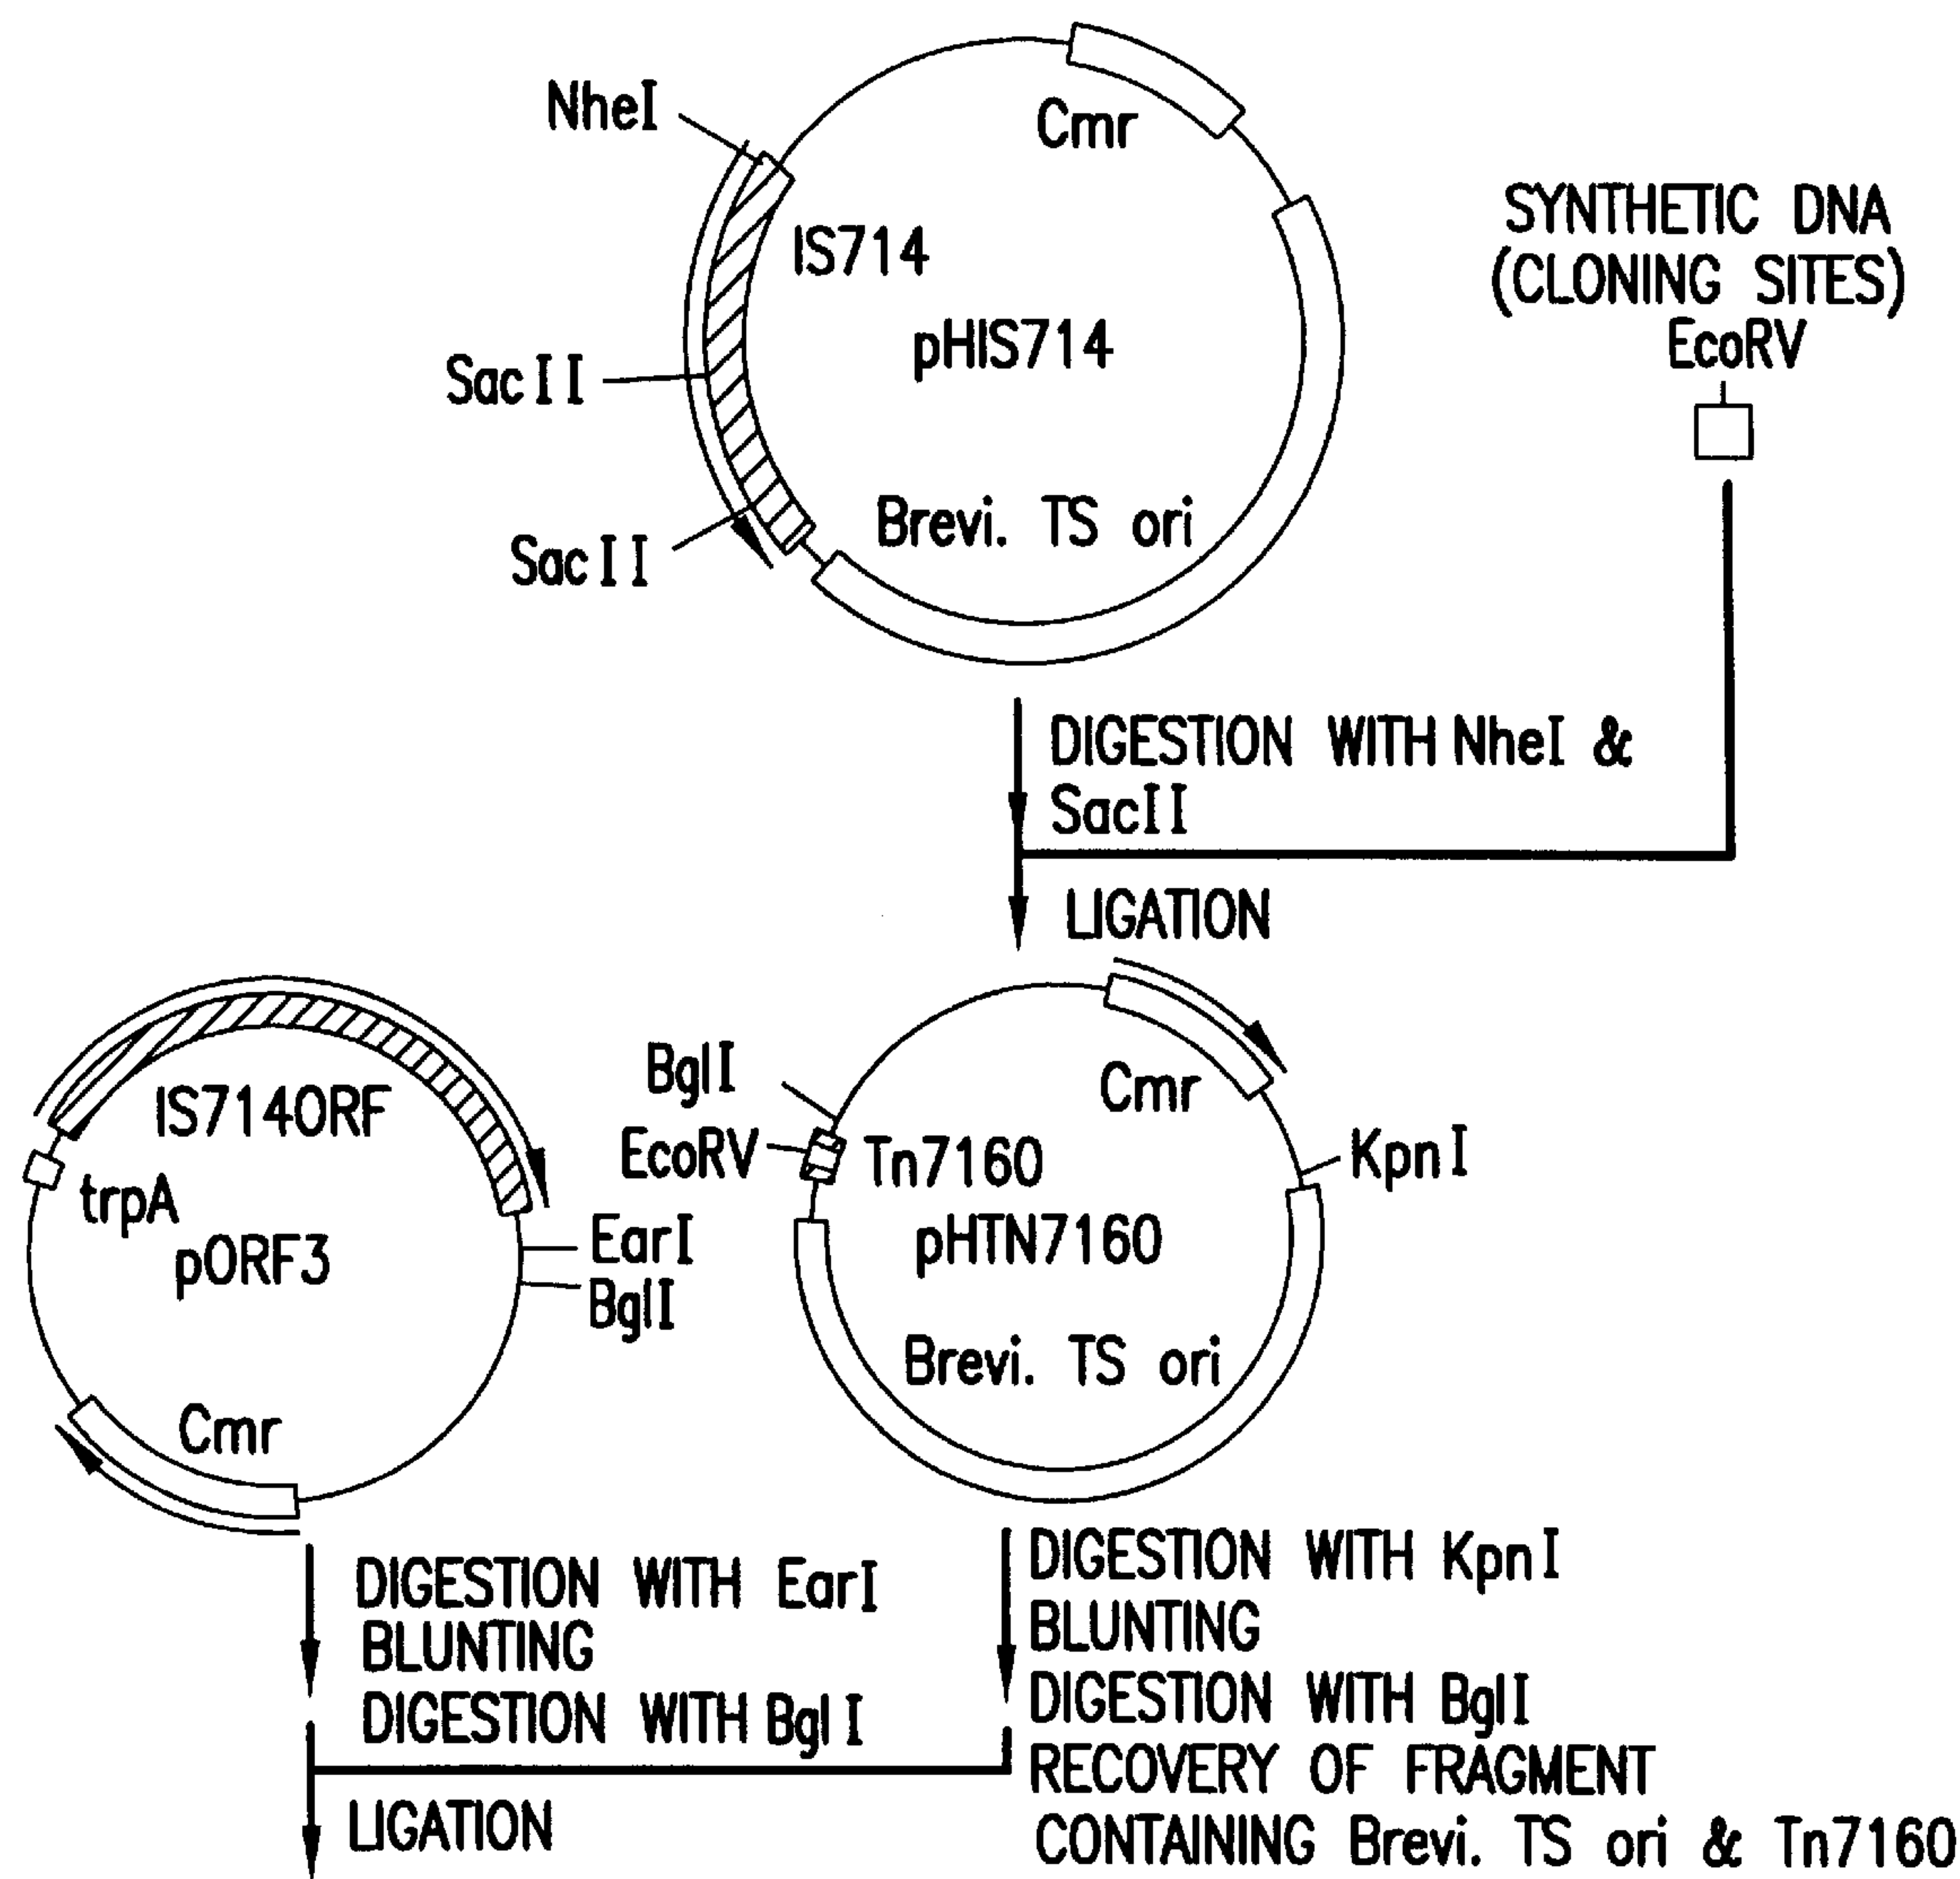 NheI
Cmr
IS714
pHIS714
SacII
Brevi. TS ori
SacII
SYNTHETIC DNA
(CLONING SITES)
EcoRV
DIGESTION WITH NheI &
SacII
LIGATION
IS714ORF
trpA
pORF3
EarI
BglI
Cmr
BglI
EcoRV
Tn7160
pHTN7160
Cmr
KpnI
Brevi. TS ori
DIGESTION WITH EarI
BLUNTING
DIGESTION WITH BglI
LIGATION
DIGESTION WITH KpnI
BLUNTING
DIGESTION WITH BglI
RECOVERY OF FRAGMENT
CONTAINING Brevi. TS ori & Tn7160